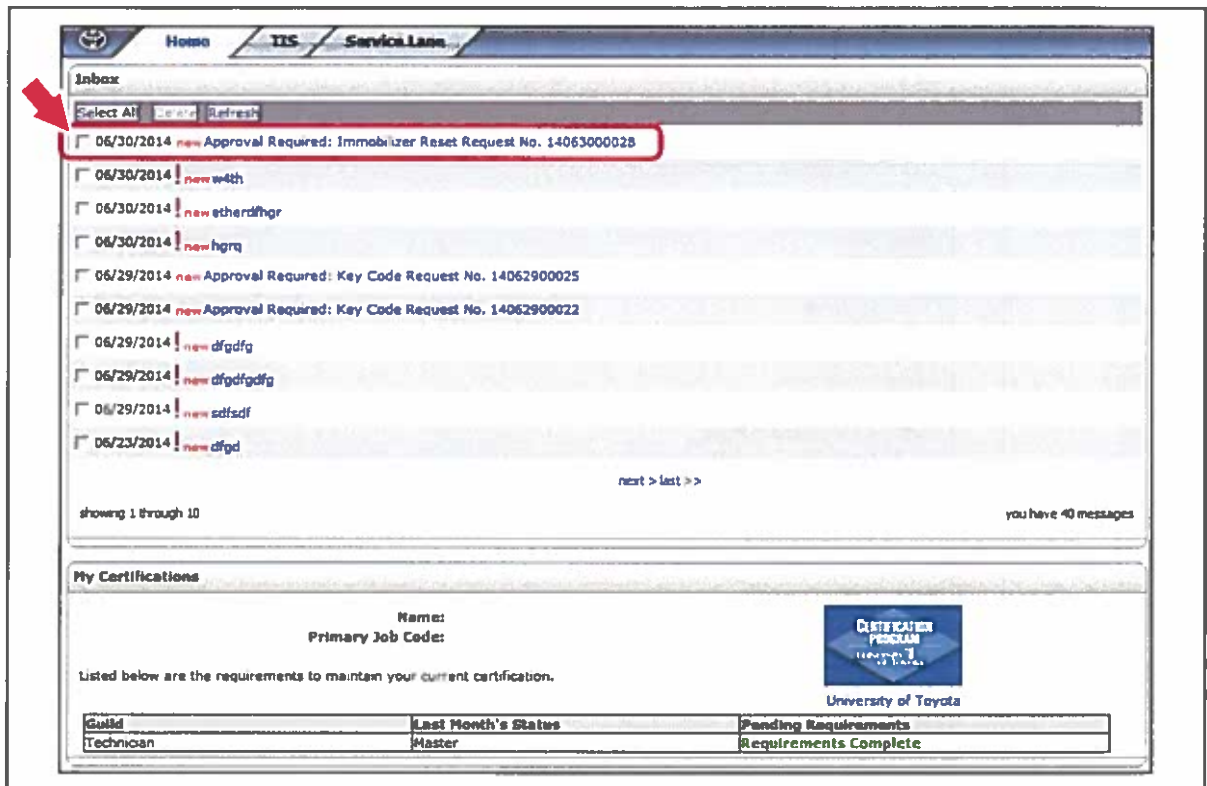 Home TIS Service Lane
Inbox
Select All Delete Refresh
06/30/2014 new Approval Required: Immobilizer Reset Request No. 14063000028
06/30/2014 ! new w4th
06/30/2014 ! new etherdfhgr
06/30/2014 ! new hgrq
06/29/2014 new Approval Required: Key Code Request No. 14062900025
06/29/2014 new Approval Required: Key Code Request No. 14062900022
06/29/2014 ! new dfgdfg
06/29/2014 ! new dfgdfgdfg
06/29/2014 ! new sdfsdf
06/23/2014 ! new dfgd
next > last >>
showing 1 through 10 you have 40 messages
My Certifications
Name:
Primary Job Code:
CERTIFICATION
PROGRAM
Listed below are the requirements to maintain your current certification.
University of Toyota
Guild Last Month's Status Pending Requirements
Technician Master Requirements Complete